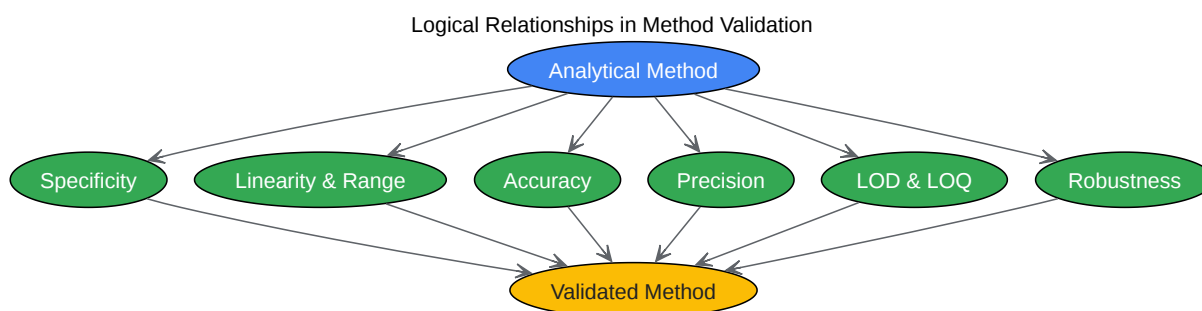 Logical Relationships in Method Validation
Analytical Method
Specificity
Linearity & Range
Accuracy
Precision
LOD & LOQ
Robustness
Validated Method